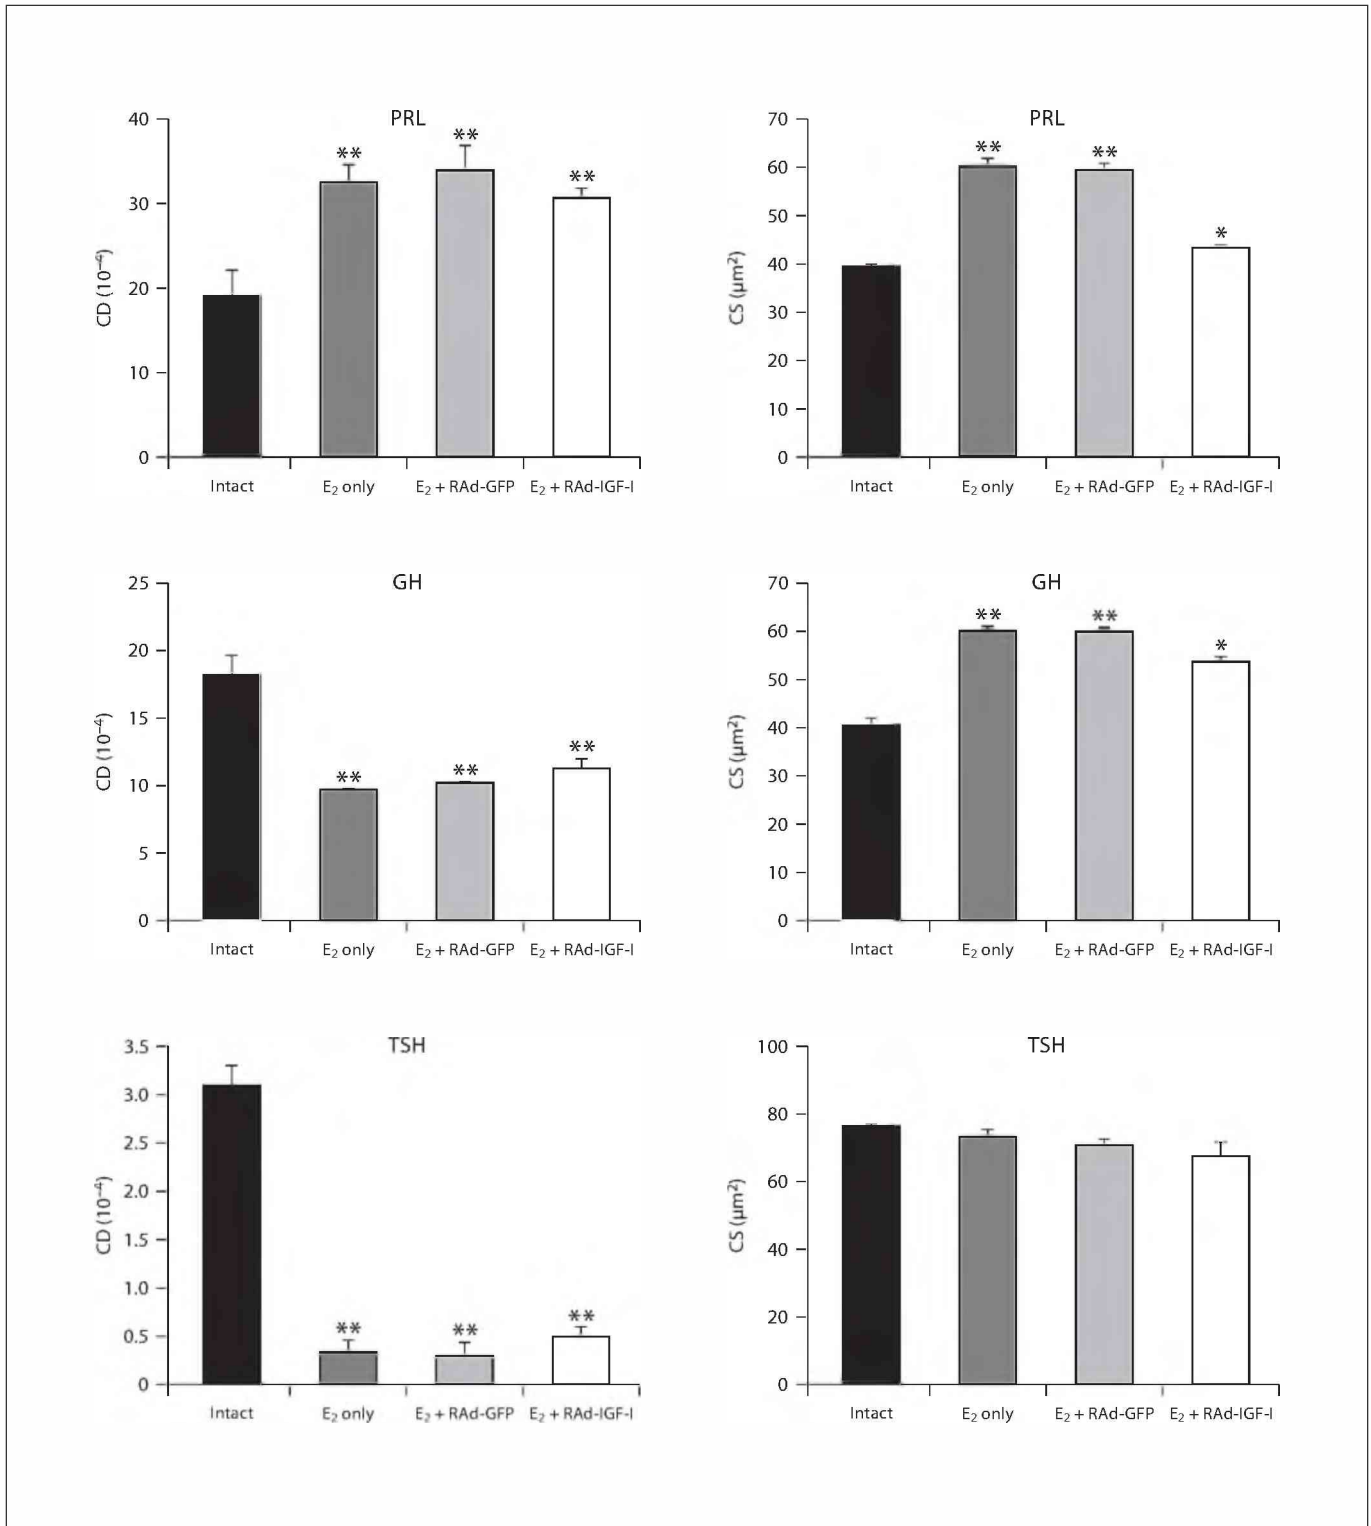 PRL
40
30
20
10
0
CD (10⁻⁴)
**
**
**
Intact
E₂ only
E₂ + RAd-GFP
E₂ + RAd-IGF-I
PRL
70
60
50
40
30
20
10
0
CS (µm²)
**
**
*
Intact
E₂ only
E₂ + RAd-GFP
E₂ + RAd-IGF-I
GH
25
20
15
10
5
0
CD (10⁻⁴)
**
**
**
Intact
E₂ only
E₂ + RAd-GFP
E₂ + RAd-IGF-I
GH
70
60
50
40
30
20
10
0
CS (µm²)
**
**
*
Intact
E₂ only
E₂ + RAd-GFP
E₂ + RAd-IGF-I
TSH
3.5
3.0
2.5
2.0
1.5
1.0
0.5
0
CD (10⁻⁴)
**
**
**
Intact
E₂ only
E₂ + RAd-GFP
E₂ + RAd-IGF-I
TSH
100
80
60
40
20
0
CS (µm²)
Intact
E₂ only
E₂ + RAd-GFP
E₂ + RAd-IGF-I